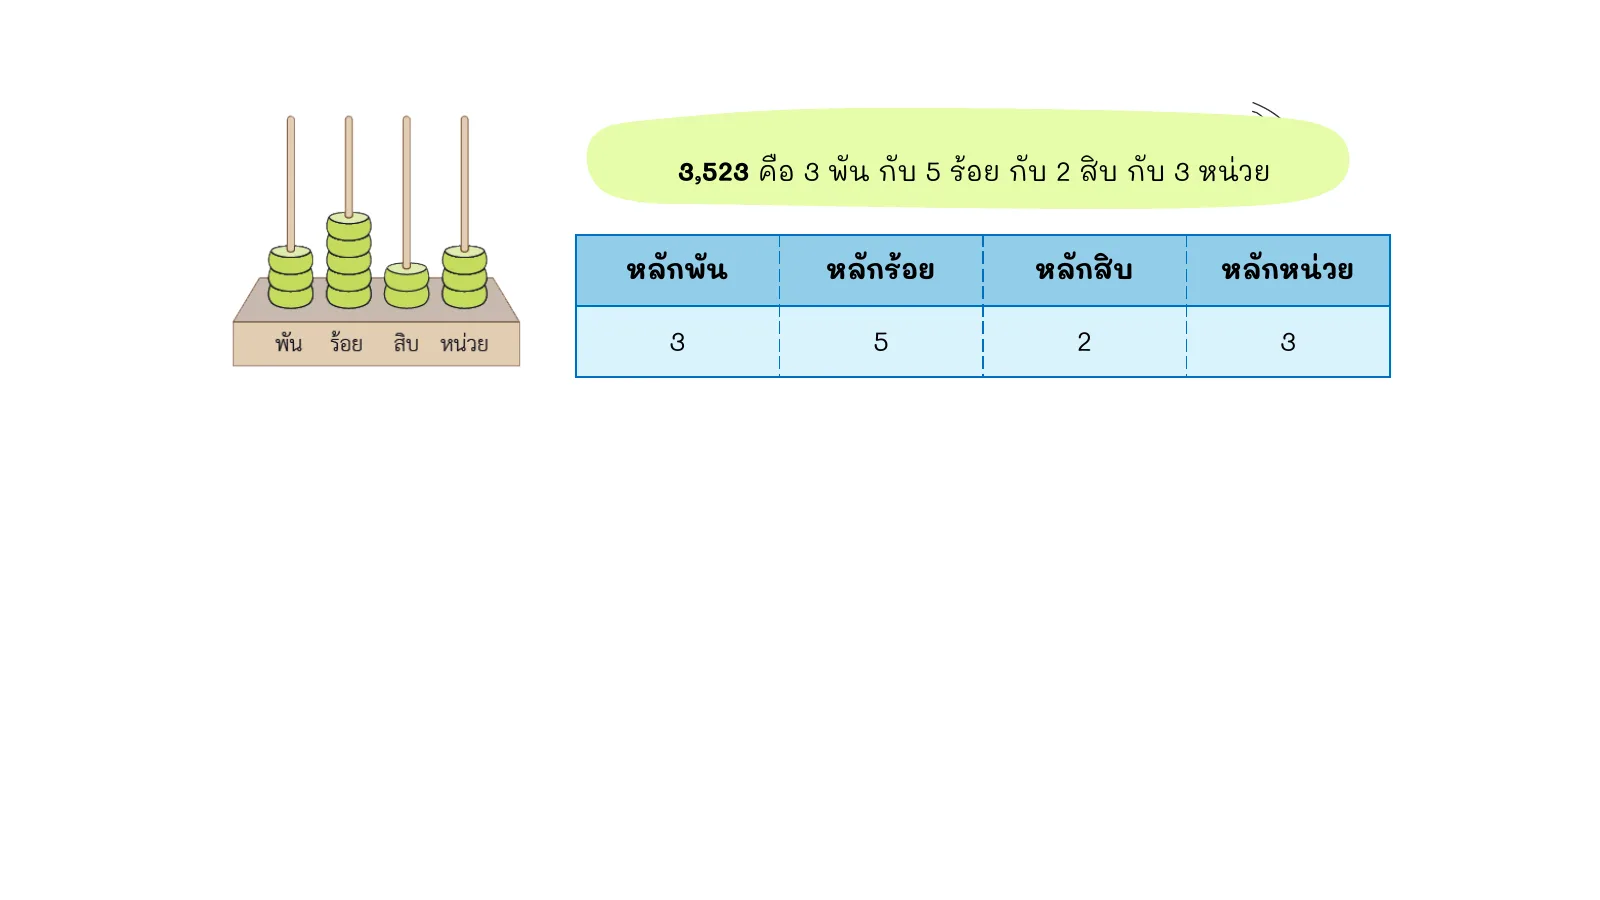 3,523 คือ 3 พัน กับ 5 ร้อย กับ 2 สิบ กับ 3 หน่วย
หลักพัน หลักร้อย หลักสิบ หลักหน่วย
3 5 2 3
พัน ร้อย สิบ หน่วย